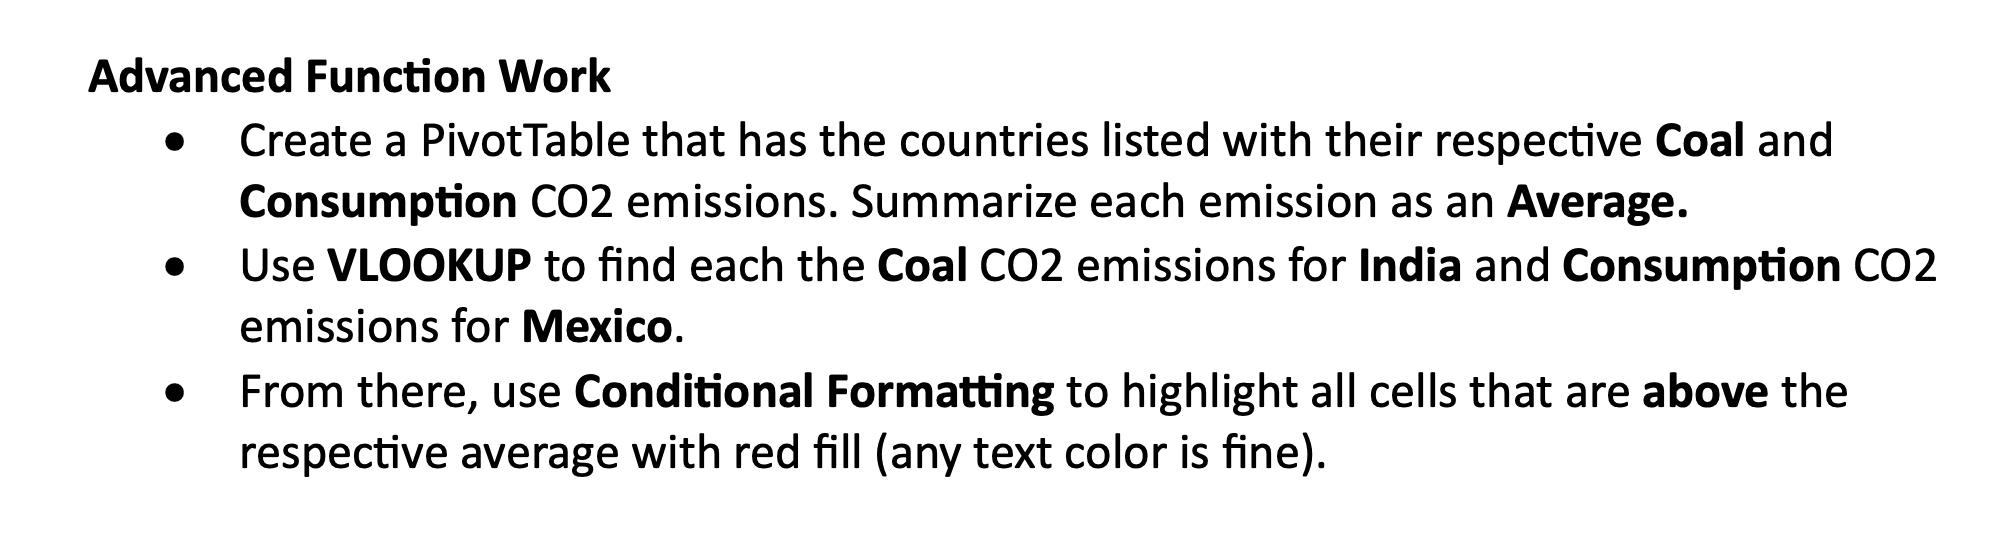 Advanced Function Work
• Create a PivotTable that has the countries listed with their respective Coal and
Consumption CO2 emissions. Summarize each emission as an Average.
• Use VLOOKUP to find each the Coal CO2 emissions for India and Consumption CO2
emissions for Mexico.
• From there, use Conditional Formatting to highlight all cells that are above the
respective average with red fill (any text color is fine).